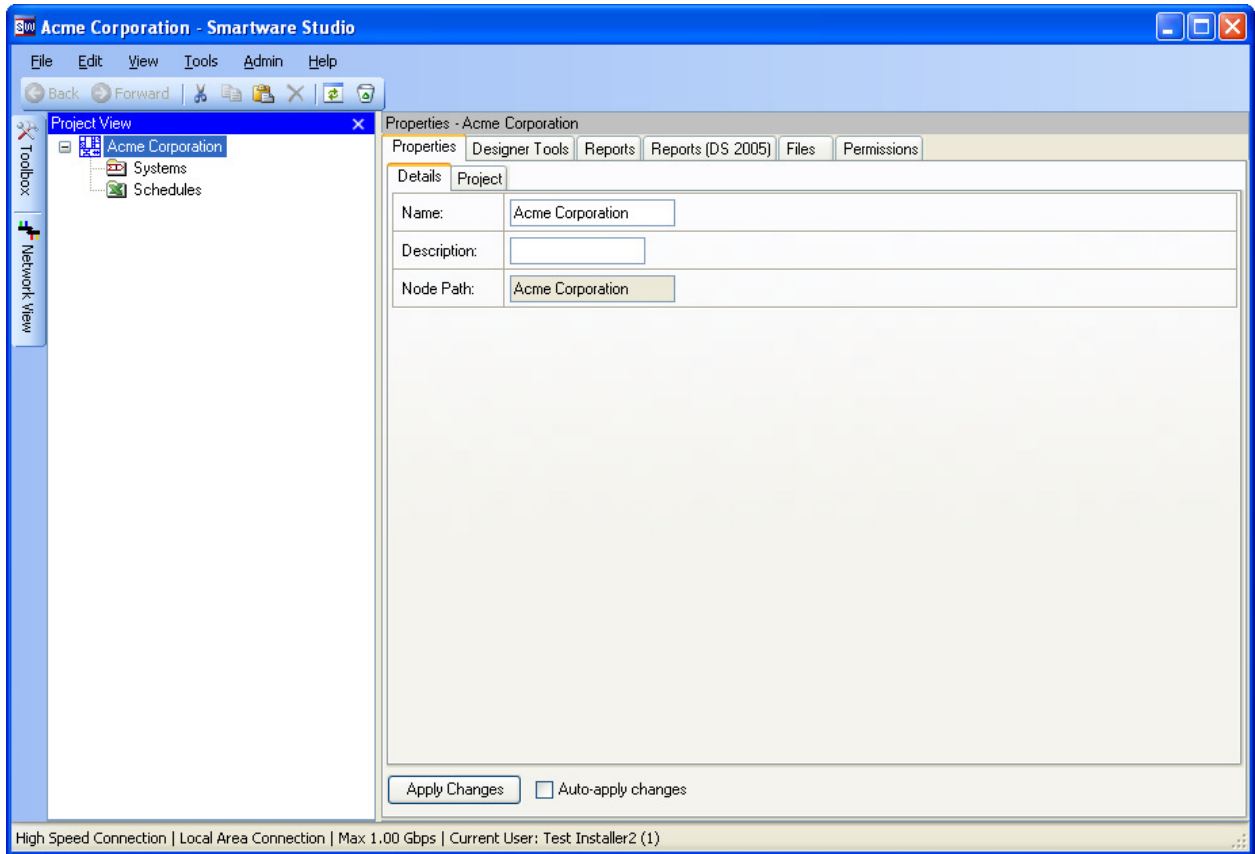 SW Acme Corporation - Smartware Studio
File Edit View Tools Admin Help
Back Forward
Toolbox
Network View
Project View
Acme Corporation
Systems
Schedules
Properties - Acme Corporation
Properties Designer Tools Reports Reports (DS 2005) Files Permissions
Details Project
Name: Acme Corporation
Description:
Node Path: Acme Corporation
Apply Changes Auto-apply changes
High Speed Connection | Local Area Connection | Max 1.00 Gbps | Current User: Test Installer2 (1)